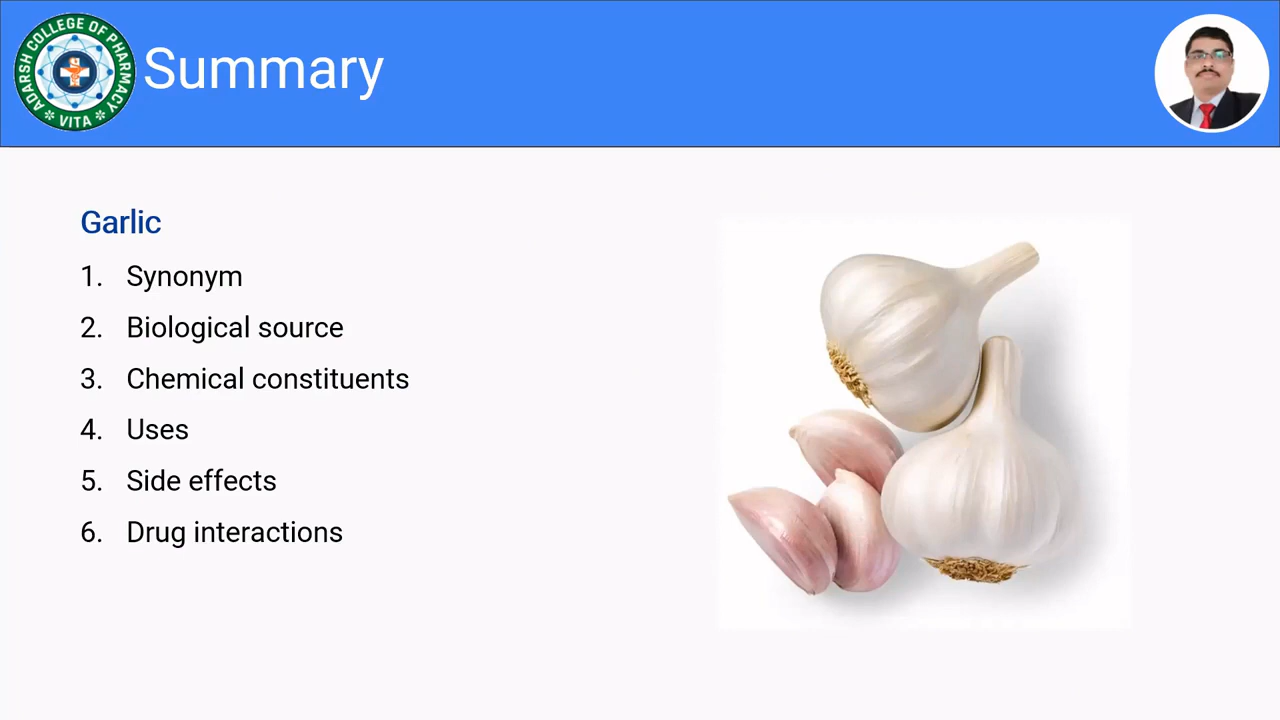 ADARSH COLLEGE OF PHARMACY
VITA
Summary
Garlic
1. Synonym
2. Biological source
3. Chemical constituents
4. Uses
5. Side effects
6. Drug interactions